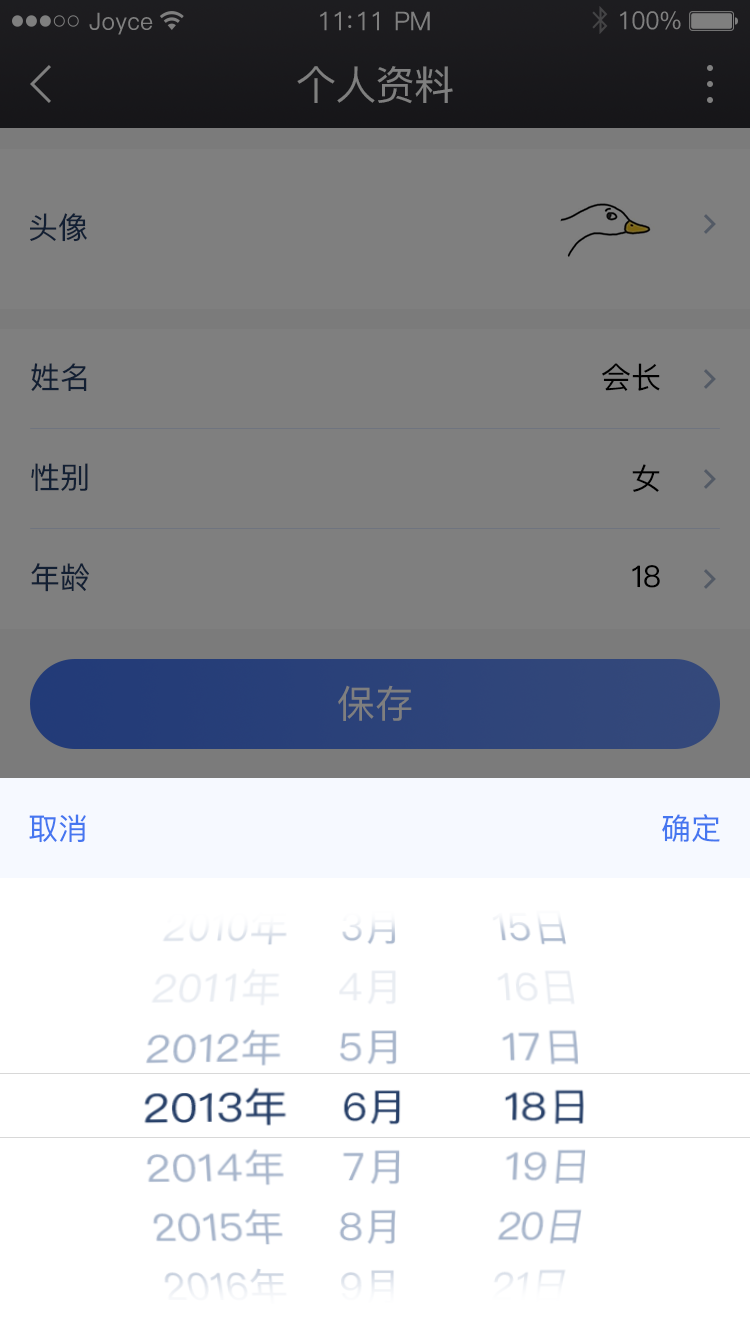 Joyce 11:11 PM 100%
个人资料
头像
姓名 会长
性别 女
年龄 18
保存
取消 确定
2010年 3月 15日
2011年 4月 16日
2012年 5月 17日
2013年 6月 18日
2014年 7月 19日
2015年 8月 20日
2016年 9月 21日